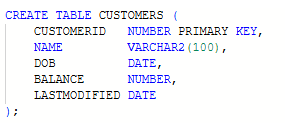 CREATE TABLE CUSTOMERS (
    CUSTOMERID   NUMBER PRIMARY KEY,
    NAME         VARCHAR2(100),
    DOB          DATE,
    BALANCE      NUMBER,
    LASTMODIFIED DATE
);